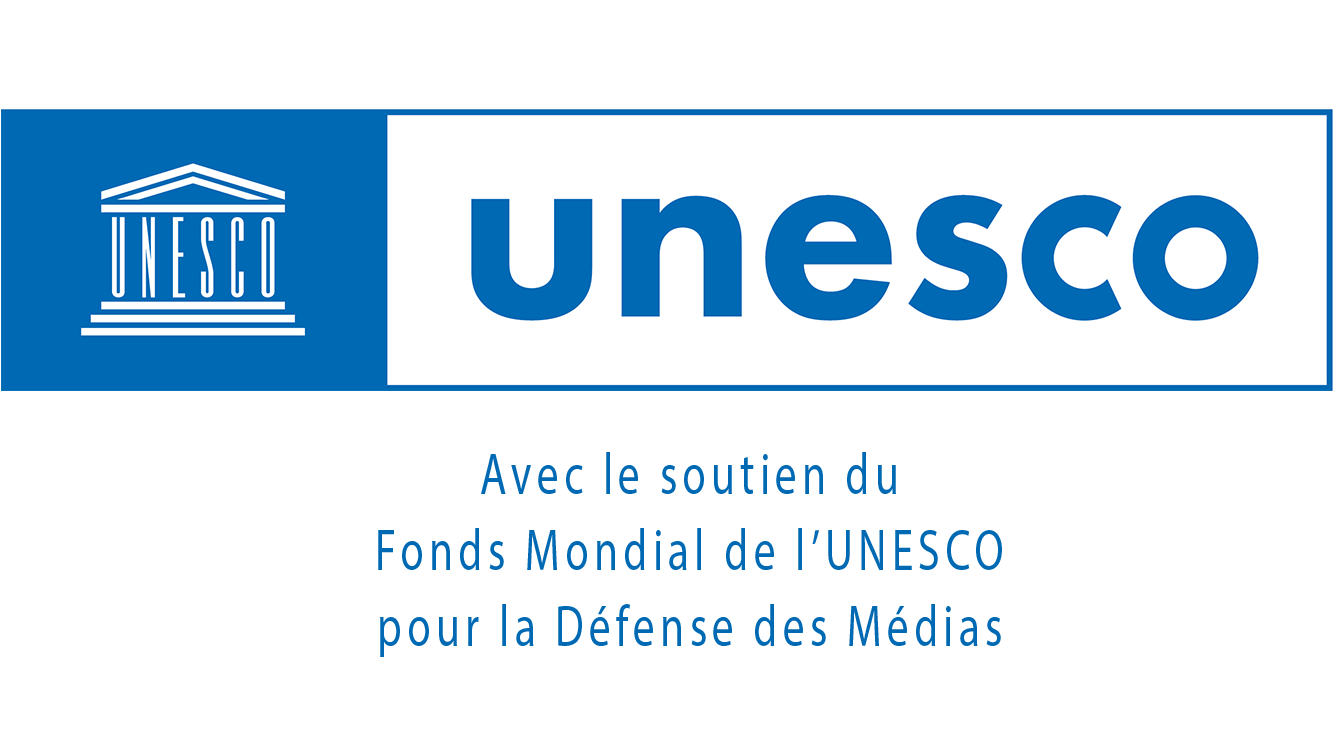 UNESCO
unesco
Avec le soutien du
Fonds Mondial de l’UNESCO
pour la Défense des Médias